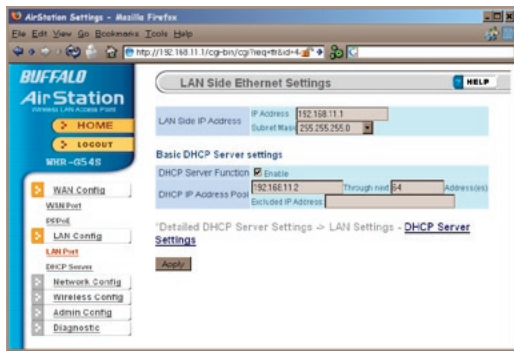 AirStation Settings - Mozilla Firefox
File Edit View Go Bookmarks Tools Help
http://192.168.11.1/cgi-bin/cgi?req=tr&id=4
BUFFALO
AirStation
WIRELESS LAN ACCESS POINT
HOME
LOGOUT
WHR-G54S
WAN Config
WAN Port
PPPoE
LAN Config
LAN Port
DHCP Server
Network Config
Wireless Config
Admin Config
Diagnostic
LAN Side Ethernet Settings
HELP
LAN Side IP Address
IP Address 192.168.11.1
Subnet Mask 255.255.255.0
Basic DHCP Server settings
DHCP Server Function Enable
DHCP IP Address Pool
192.168.11.2 Through next 64 Address(es)
Excluded IP Address:
*Detailed DHCP Server Settings -> LAN Settings - DHCP Server
Settings
Apply